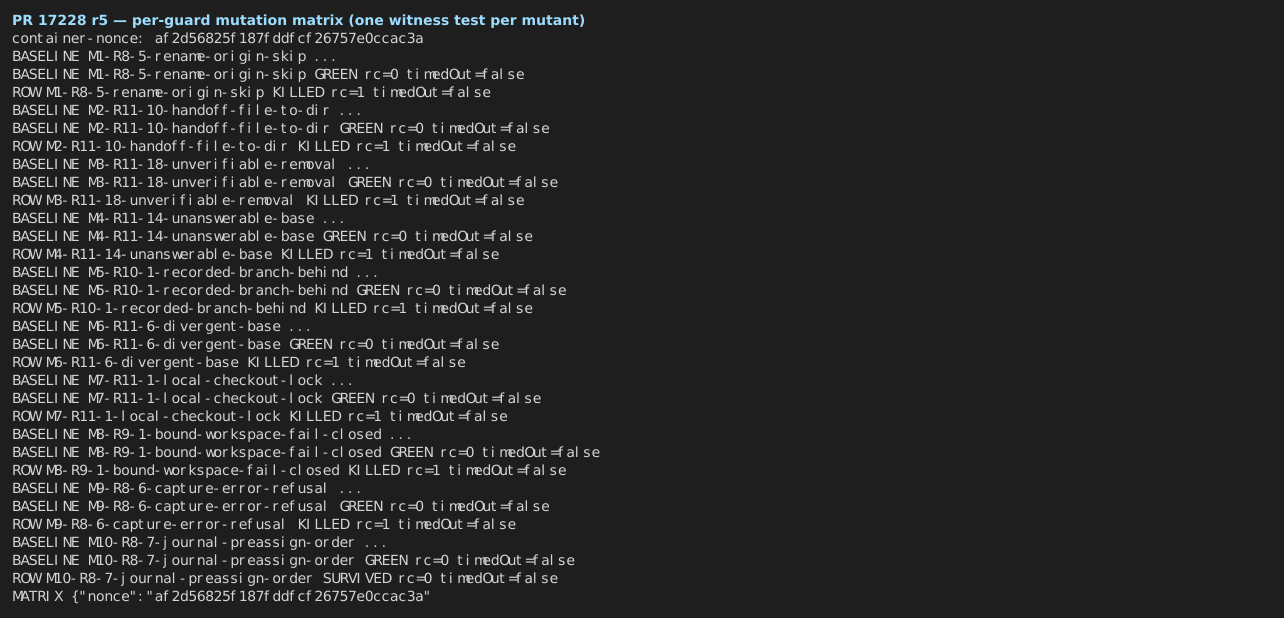 PR 17228 r5 — per-guard mutation matrix (one witness test per mutant)
container-nonce: af2d56825f187fddfcf26757e0ccac3a
BASELINE M1-R8-5-rename-origin-skip ...
BASELINE M1-R8-5-rename-origin-skip GREEN rc=0 timedOut=false
ROW M1-R8-5-rename-origin-skip KILLED rc=1 timedOut=false
BASELINE M2-R11-10-handoff-file-to-dir ...
BASELINE M2-R11-10-handoff-file-to-dir GREEN rc=0 timedOut=false
ROW M2-R11-10-handoff-file-to-dir KILLED rc=1 timedOut=false
BASELINE M3-R11-18-unverifiable-removal ...
BASELINE M3-R11-18-unverifiable-removal GREEN rc=0 timedOut=false
ROW M3-R11-18-unverifiable-removal KILLED rc=1 timedOut=false
BASELINE M4-R11-14-unanswerable-base ...
BASELINE M4-R11-14-unanswerable-base GREEN rc=0 timedOut=false
ROW M4-R11-14-unanswerable-base KILLED rc=1 timedOut=false
BASELINE M5-R10-1-recorded-branch-behind ...
BASELINE M5-R10-1-recorded-branch-behind GREEN rc=0 timedOut=false
ROW M5-R10-1-recorded-branch-behind KILLED rc=1 timedOut=false
BASELINE M6-R11-6-divergent-base ...
BASELINE M6-R11-6-divergent-base GREEN rc=0 timedOut=false
ROW M6-R11-6-divergent-base KILLED rc=1 timedOut=false
BASELINE M7-R11-1-local-checkout-lock ...
BASELINE M7-R11-1-local-checkout-lock GREEN rc=0 timedOut=false
ROW M7-R11-1-local-checkout-lock KILLED rc=1 timedOut=false
BASELINE M8-R9-1-bound-workspace-fail-closed ...
BASELINE M8-R9-1-bound-workspace-fail-closed GREEN rc=0 timedOut=false
ROW M8-R9-1-bound-workspace-fail-closed KILLED rc=1 timedOut=false
BASELINE M9-R8-6-capture-error-refusal ...
BASELINE M9-R8-6-capture-error-refusal GREEN rc=0 timedOut=false
ROW M9-R8-6-capture-error-refusal KILLED rc=1 timedOut=false
BASELINE M10-R8-7-journal-preassign-order ...
BASELINE M10-R8-7-journal-preassign-order GREEN rc=0 timedOut=false
ROW M10-R8-7-journal-preassign-order SURVIVED rc=0 timedOut=false
MATRIX {"nonce":"af2d56825f187fddfcf26757e0ccac3a"